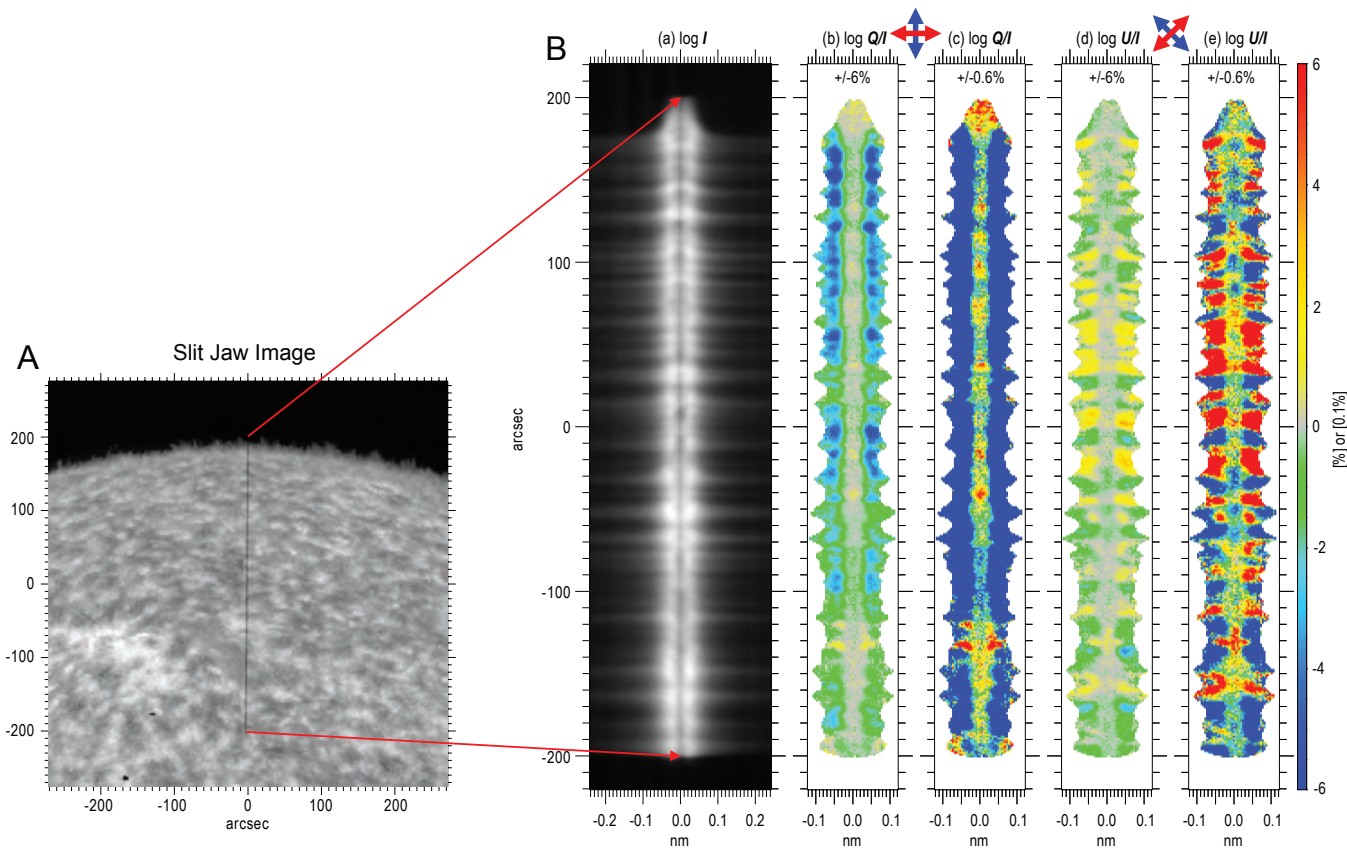 A
Slit Jaw Image
200
100
0
-100
-200
arcsec
-200
-100
0
100
200
arcsec
B
(a) log I
(b) log Q/I
(c) log Q/I
(d) log U/I
(e) log U/I
+/-6%
+/-0.6%
+/-6%
+/-0.6%
200
100
0
-100
-200
arcsec
-0.2 -0.1 0.0 0.1 0.2
nm
-0.1 0.0 0.1
nm
-0.1 0.0 0.1
nm
-0.1 0.0 0.1
nm
-0.1 0.0 0.1
nm
6
4
2
0
-2
-4
-6
[%] or [0.1%]